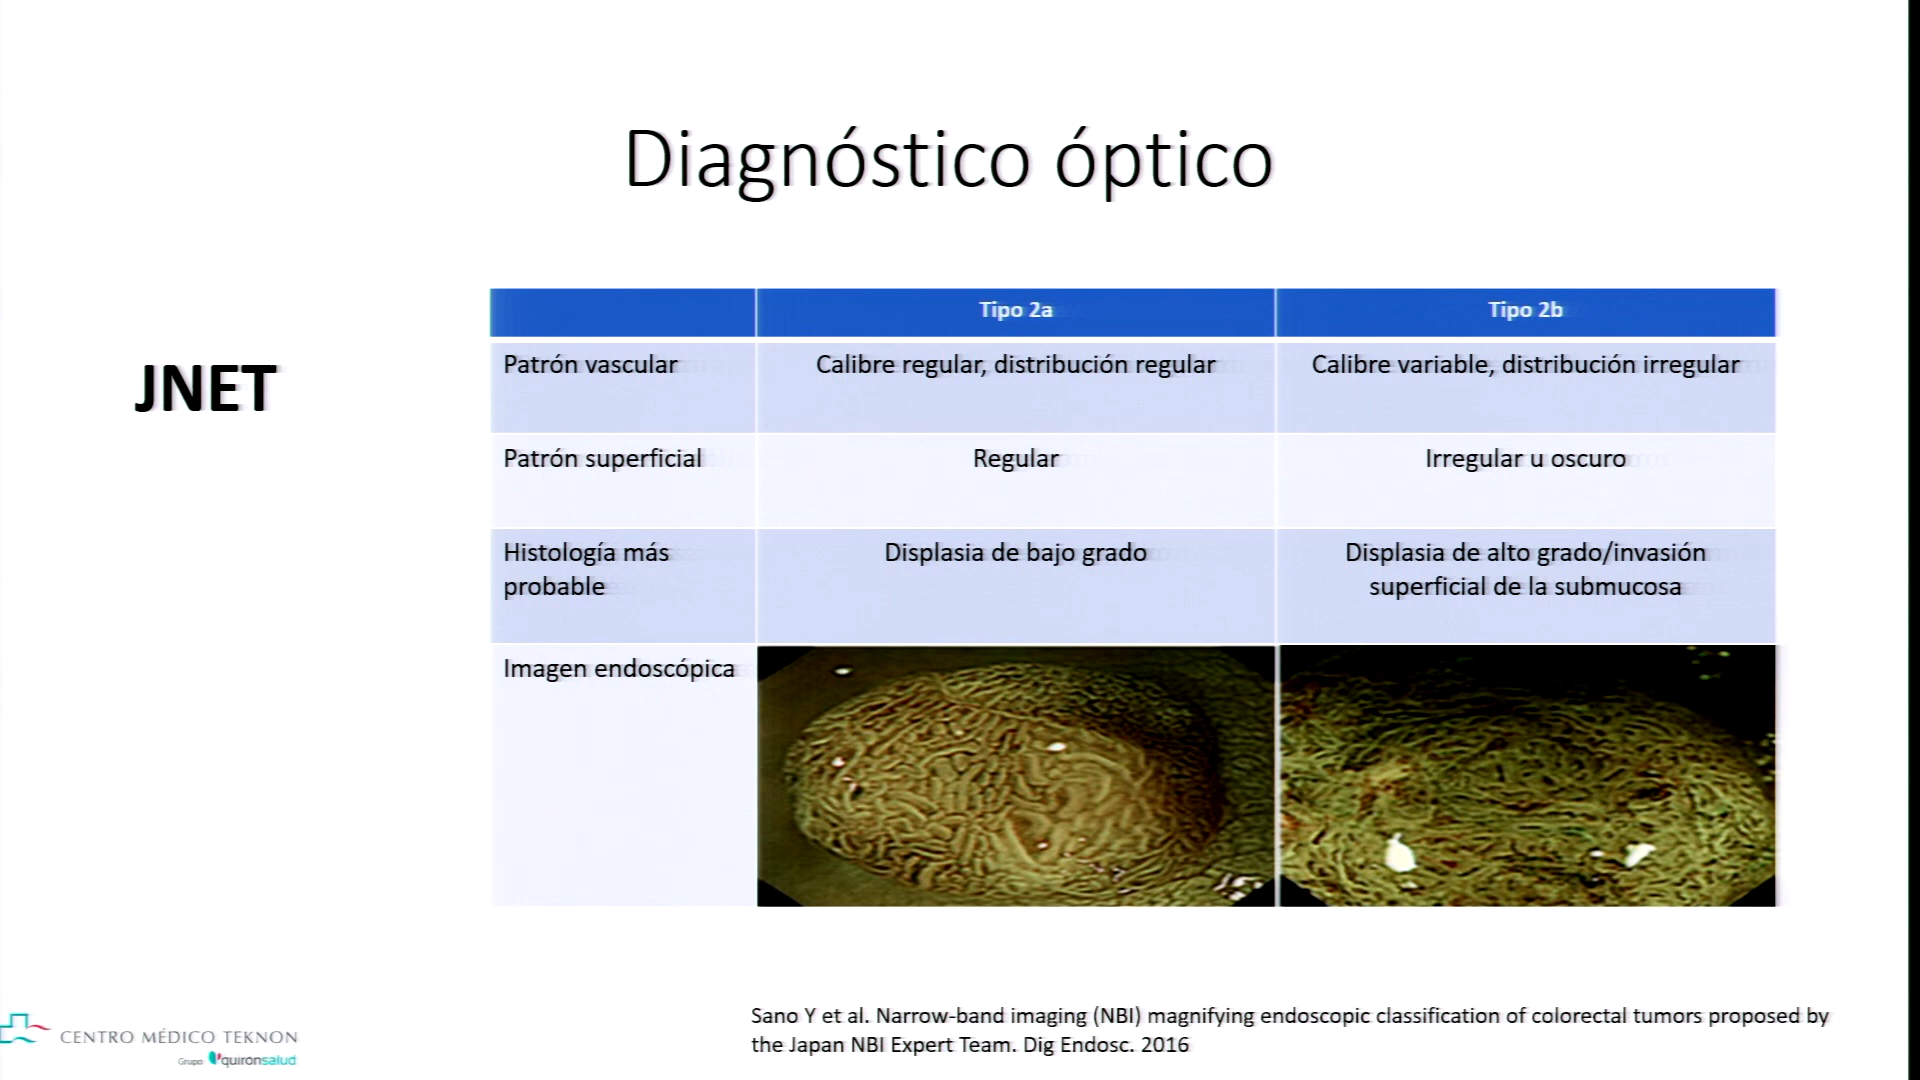 Diagnóstico óptico
JNET
Tipo 2a
Tipo 2b
Patrón vascular
Calibre regular, distribución regular
Calibre variable, distribución irregular
Patrón superficial
Regular
Irregular u oscuro
Histología más
probable
Displasia de bajo grado
Displasia de alto grado/invasión
superficial de la submucosa
Imagen endoscópica
Sano Y et al. Narrow-band imaging (NBI) magnifying endoscopic classification of colorectal tumors proposed by
the Japan NBI Expert Team. Dig Endosc. 2016
CENTRO MÉDICO TEKNON
Grupo quirónsalud